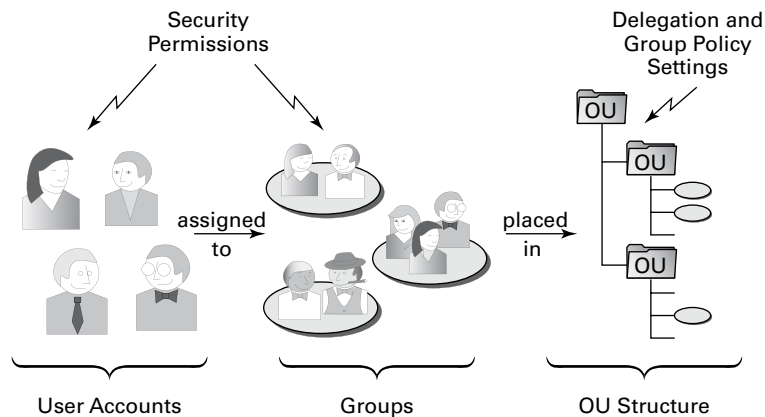 Security
Permissions
Delegation and
Group Policy
Settings
OU
OU
OU
assigned
to
placed
in
User Accounts
Groups
OU Structure